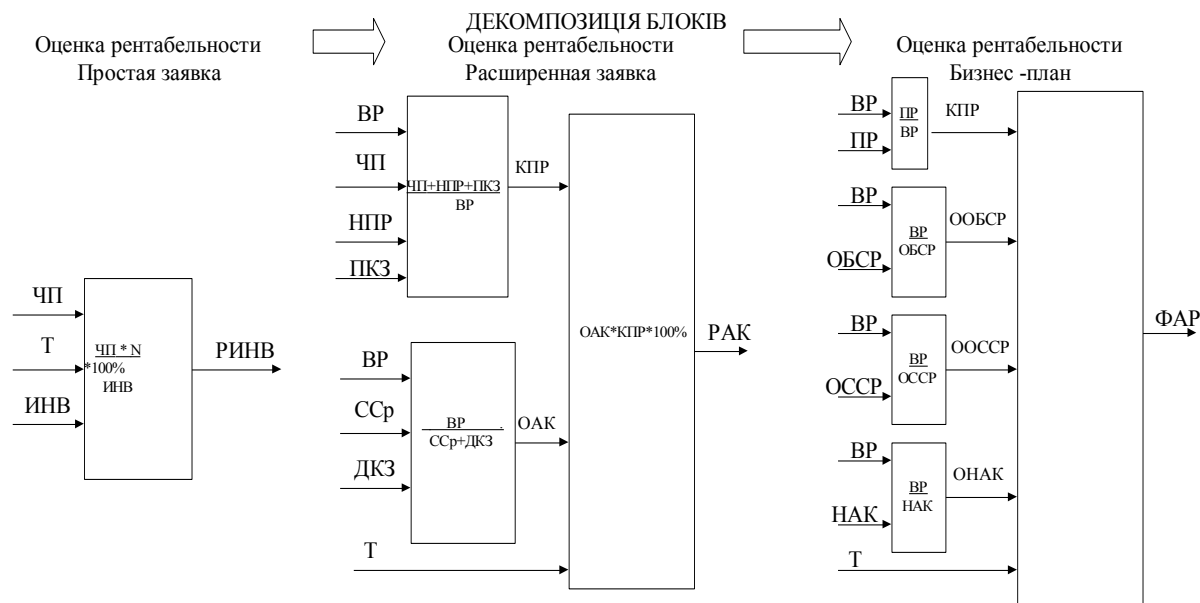 ДЕКОМПОЗИЦІЯ БЛОКІВ
Оценка рентабельности
Простая заявка
ЧП
Т
ИНВ
ЧП * N
*100%
ИНВ
РИНВ
Оценка рентабельности
Расширенная заявка
ВР
ЧП
НПР
ПКЗ
ЧП+НПР+ПКЗ
ВР
КПР
ВР
ССр
ДКЗ
ВР .
ССр+ДКЗ
ОАК
Т
ОАК*КПР*100%
РАК
Оценка рентабельности
Бизнес -план
ВР
ПР
ПР
ВР
КПР
ВР
ОБСР
ВР
ОБСР
ООБСР
ВР
ОССР
ВР
ОССР
ООССР
ВР
НАК
ВР
НАК
ОНАК
Т
ФАР